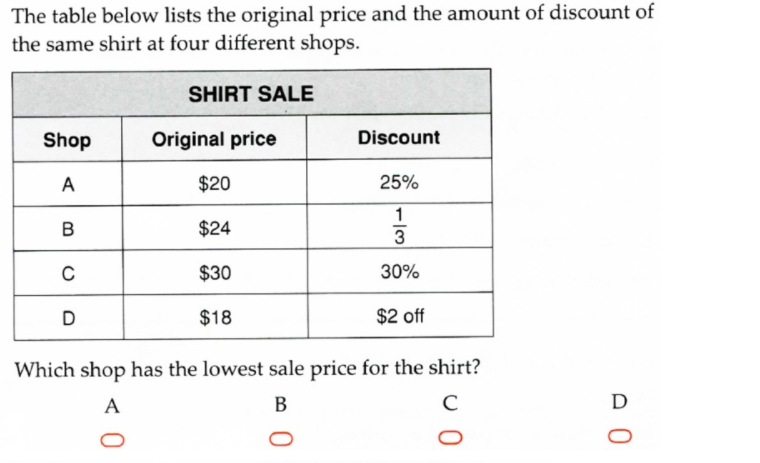 The table below lists the original price and the amount of discount of
the same shirt at four different shops.
SHIRT SALE
Shop Original price Discount
A $20 25%
B $24 1/3
C $30 30%
D $18 $2 off
Which shop has the lowest sale price for the shirt?
A B C D